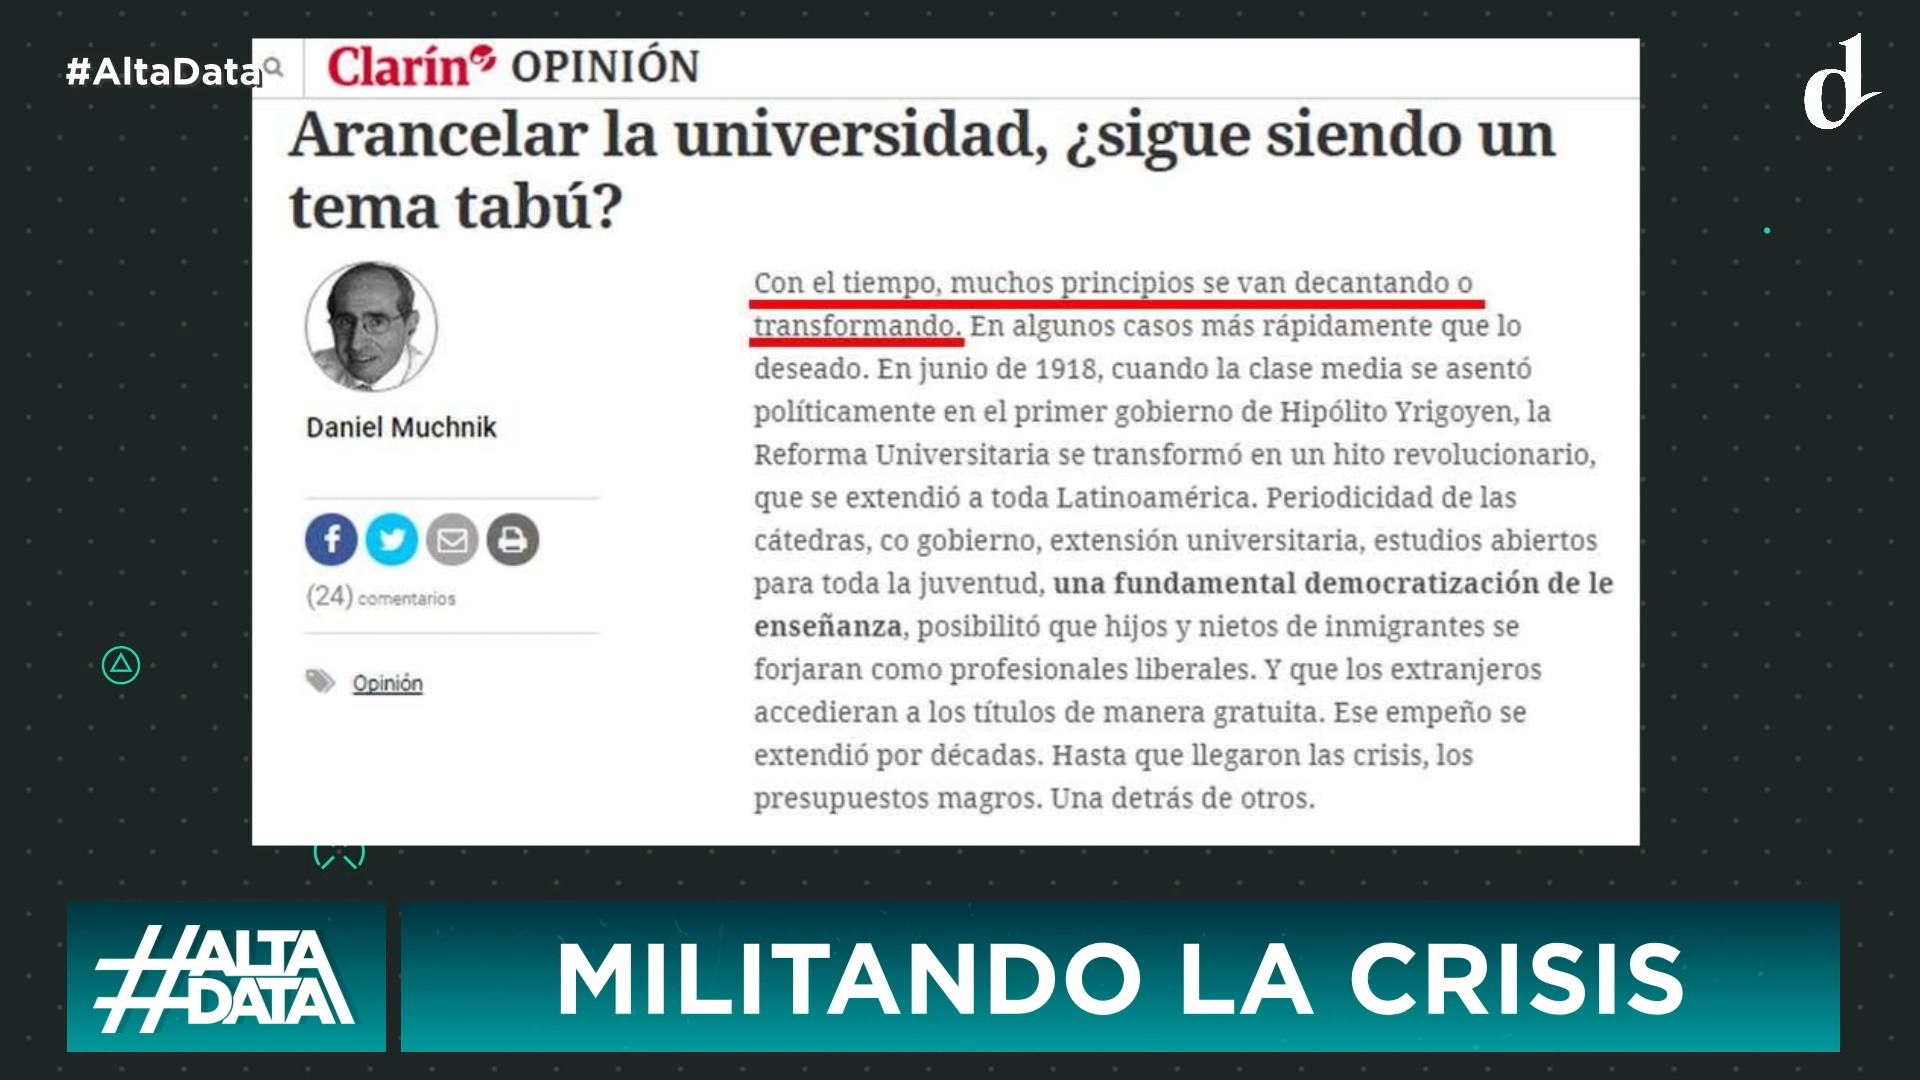 #AltaData
Clarín OPINIÓN
Arancelar la universidad, ¿sigue siendo un
tema tabú?
Daniel Muchnik
(24) comentarios
Opinión
Con el tiempo, muchos principios se van decantando o
transformando. En algunos casos más rápidamente que lo
deseado. En junio de 1918, cuando la clase media se asentó
políticamente en el primer gobierno de Hipólito Yrigoyen, la
Reforma Universitaria se transformó en un hito revolucionario,
que se extendió a toda Latinoamérica. Periodicidad de las
cátedras, co gobierno, extensión universitaria, estudios abiertos
para toda la juventud, una fundamental democratización de le
enseñanza, posibilitó que hijos y nietos de inmigrantes se
forjaran como profesionales liberales. Y que los extranjeros
accedieran a los títulos de manera gratuita. Ese empeño se
extendió por décadas. Hasta que llegaron las crisis, los
presupuestos magros. Una detrás de otros.
d
#ALTA
DATA
MILITANDO LA CRISIS